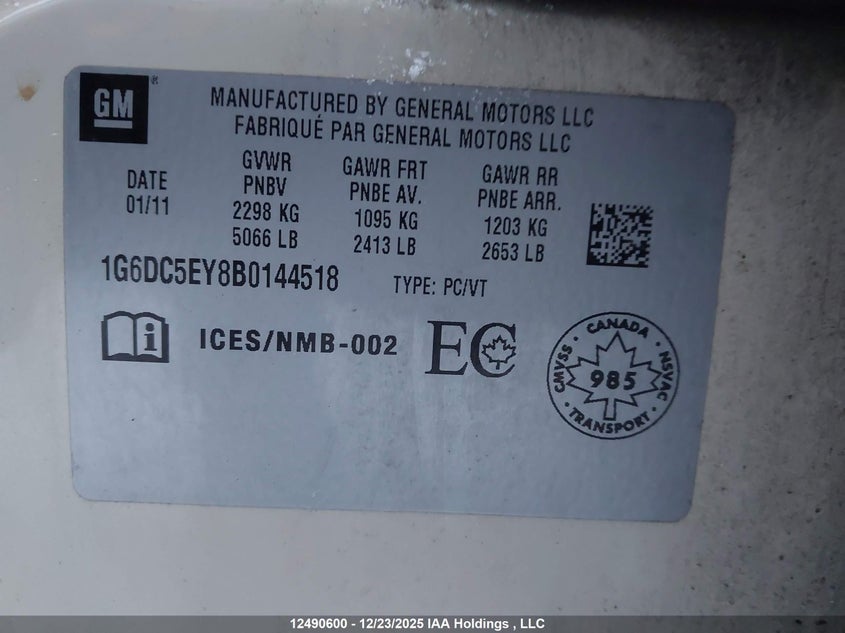 GM
MANUFACTURED BY GENERAL MOTORS LLC
FABRIQUÉ PAR GENERAL MOTORS LLC
DATE
01/11
GVWR
PNBV
2298 KG
5066 LB
GAWR FRT
PNBE AV.
1095 KG
2413 LB
GAWR RR
PNBE ARR.
1203 KG
2653 LB
1G6DC5EY8B0144518
TYPE: PC/VT
i
ICES/NMB-002
EC
CANADA
CMVSS
985
NSVAC
TRANSPORT
12490600 - 12/23/2025 IAA Holdings , LLC